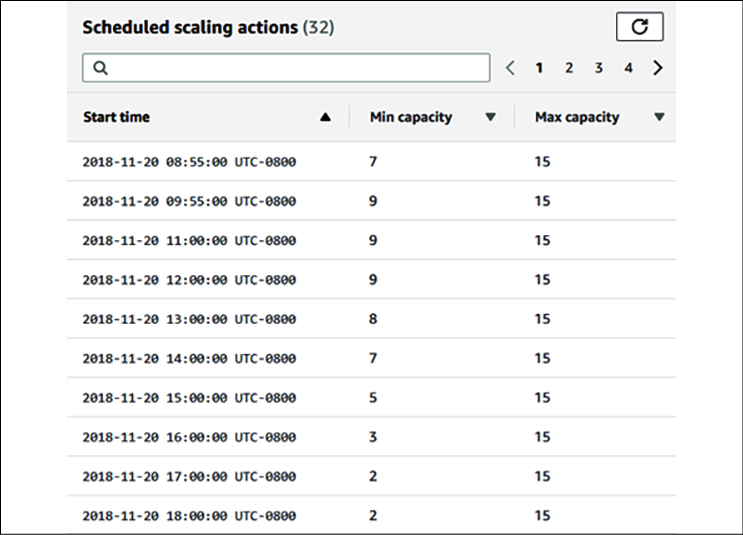 Scheduled scaling actions (32)
1 2 3 4
Start time Min capacity Max capacity
2018-11-20 08:55:00 UTC-0800 7 15
2018-11-20 09:55:00 UTC-0800 9 15
2018-11-20 11:00:00 UTC-0800 9 15
2018-11-20 12:00:00 UTC-0800 9 15
2018-11-20 13:00:00 UTC-0800 8 15
2018-11-20 14:00:00 UTC-0800 7 15
2018-11-20 15:00:00 UTC-0800 5 15
2018-11-20 16:00:00 UTC-0800 3 15
2018-11-20 17:00:00 UTC-0800 2 15
2018-11-20 18:00:00 UTC-0800 2 15